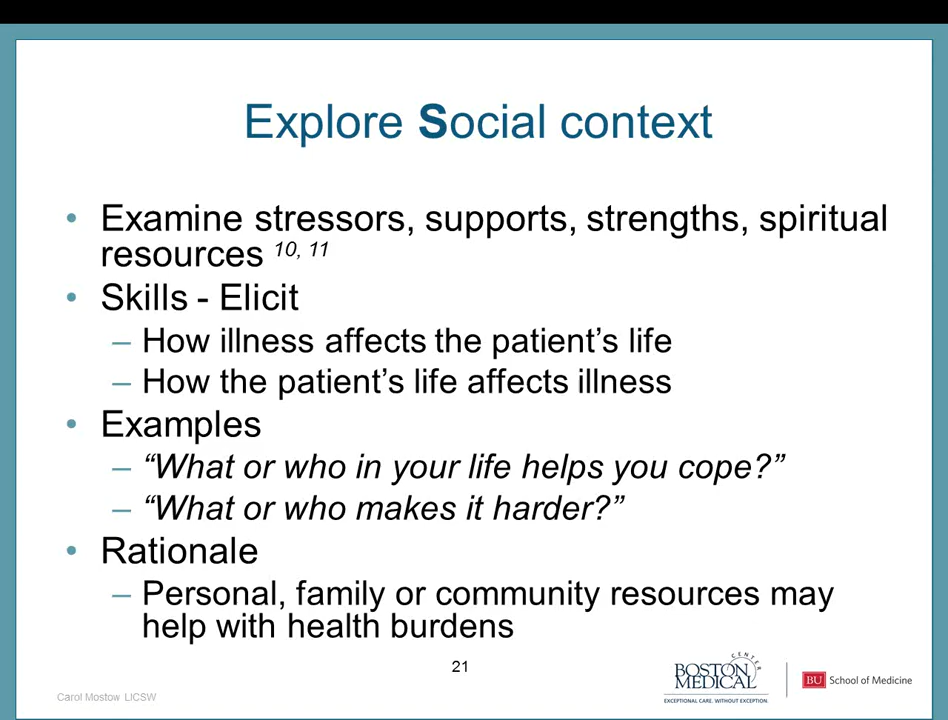 Explore Social context
• Examine stressors, supports, strengths, spiritual
resources 10, 11
• Skills - Elicit
– How illness affects the patient’s life
– How the patient’s life affects illness
• Examples
– “What or who in your life helps you cope?”
– “What or who makes it harder?”
• Rationale
– Personal, family or community resources may
help with health burdens
21
Carol Mostow LICSW
BOSTON
MEDICAL
CENTER
EXCEPTIONAL CARE. WITHOUT EXCEPTION.
BU School of Medicine